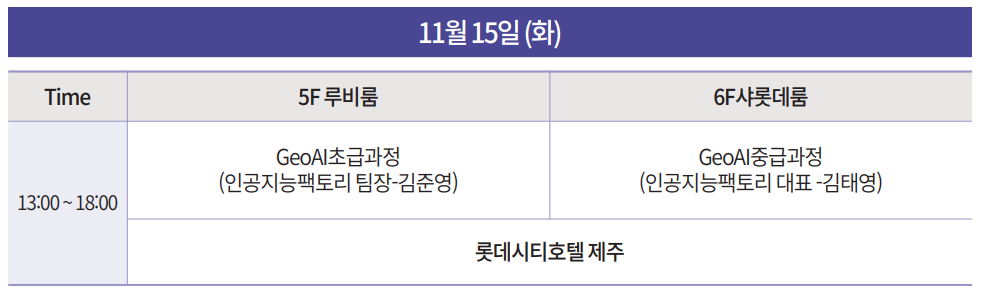 11월 15일 (화)
Time
5F 루비룸
6F샤롯데룸
13:00 ~ 18:00
GeoAI초급과정
(인공지능팩토리 팀장-김준영)
GeoAI중급과정
(인공지능팩토리 대표 -김태영)
롯데시티호텔 제주